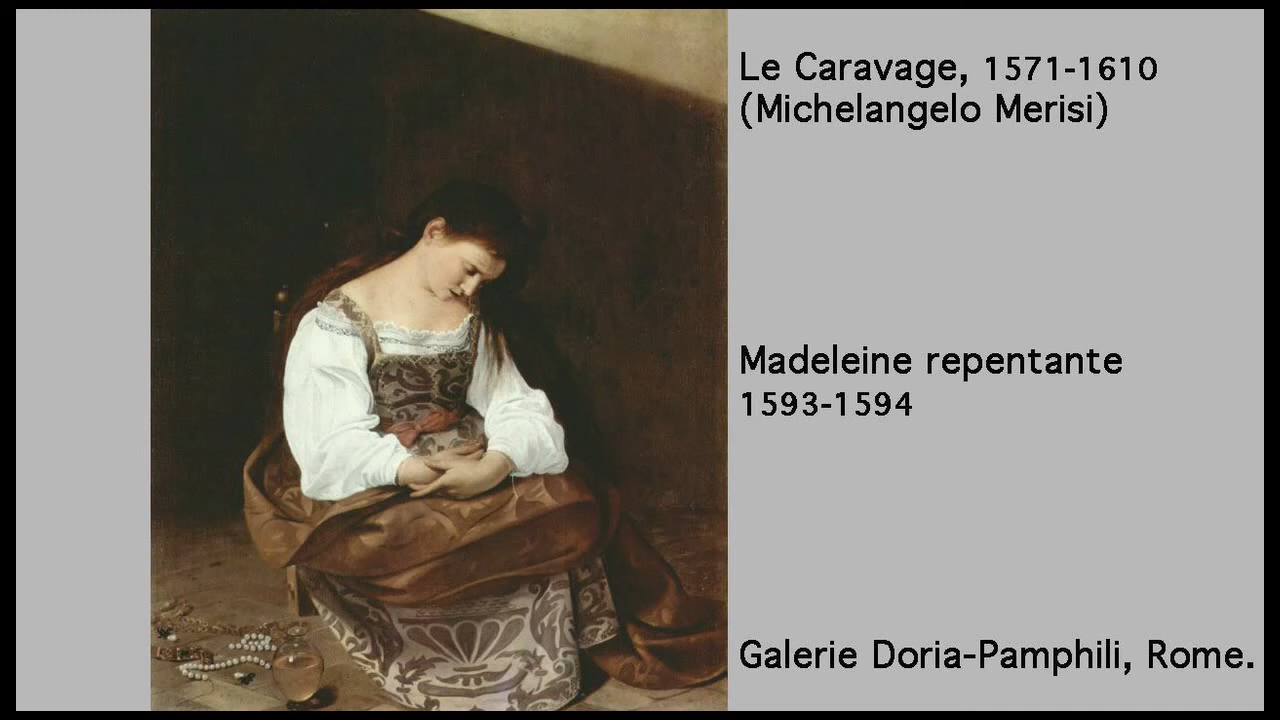 Le Caravage, 1571-1610
(Michelangelo Merisi)
Madeleine repentante
1593-1594
Galerie Doria-Pamphili, Rome.